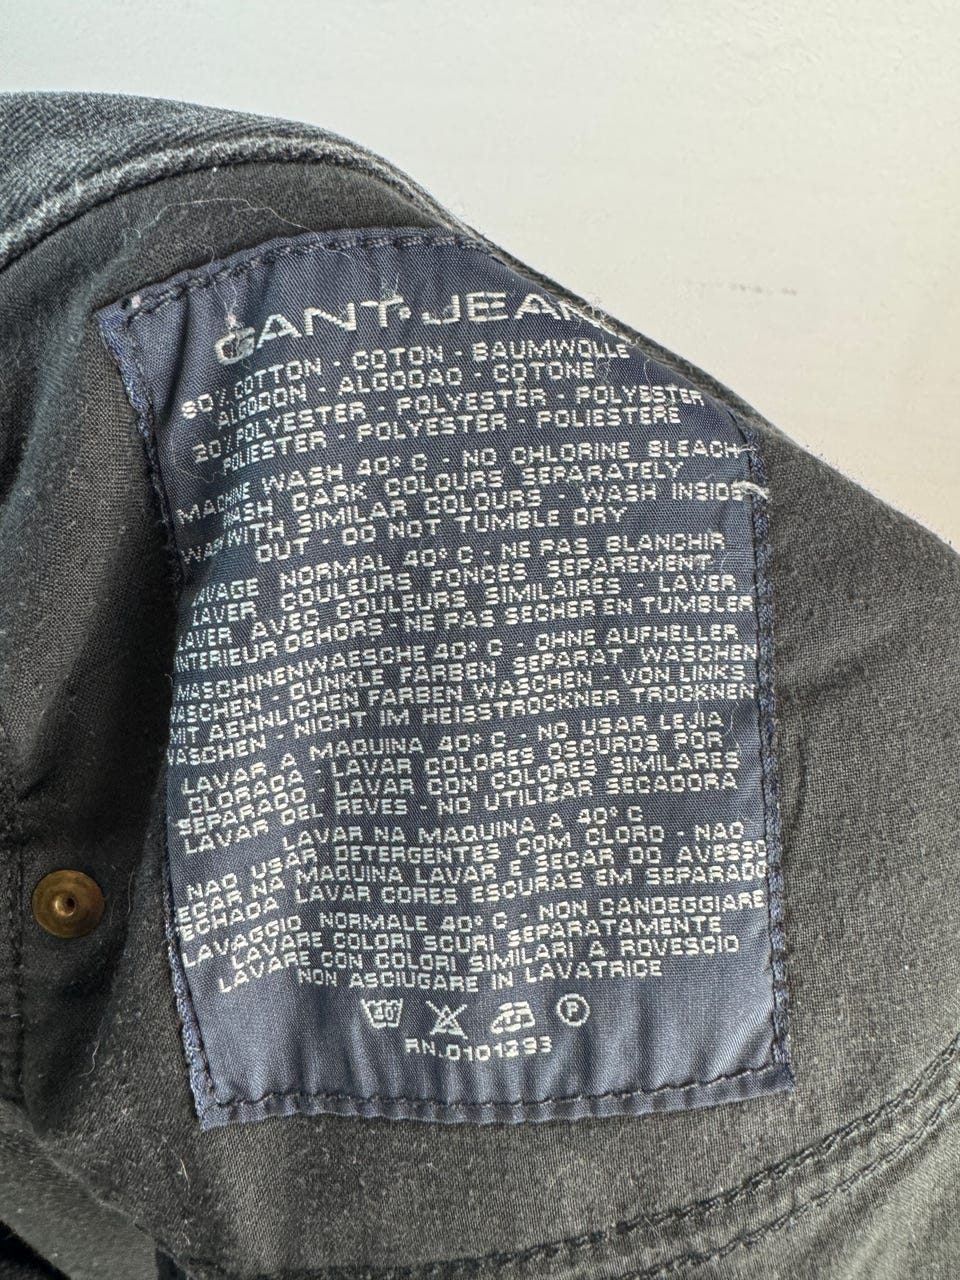 GANT JEANS
80% COTTON - COTON - BAUMWOLLE
ALGODON - ALGODAO - COTONE
20% POLYESTER - POLYESTER - POLYESTER
POLIESTER - POLYESTER - POLIESTERE
MACHINE WASH 40° C - NO CHLORINE BLEACH
WASH DARK COLOURS SEPARATELY
WASH WITH SIMILAR COLOURS - WASH INSIDE
OUT - DO NOT TUMBLE DRY
LAVAGE NORMAL 40° C - NE PAS BLANCHIR
LAVER COULEURS FONCES SEPAREMENT
LAVER AVEC COULEURS SIMILAIRES - LAVER
INTERIEUR DEHORS - NE PAS SECHER EN TUMBLER
MASCHINENWAESCHE 40° C - OHNE AUFHELLER
WASCHEN - DUNKLE FARBEN SEPARAT WASCHEN
MIT AEHNLICHEN FARBEN WASCHEN - VON LINKS
WASCHEN - NICHT IM HEISSTROCKNER TROCKNEN
LAVAR A MAQUINA 40° C - NO USAR LEJIA
CLORADA - LAVAR COLORES OSCUROS POR
SEPARADO - LAVAR CON COLORES SIMILARES
LAVAR DEL REVES - NO UTILIZAR SECADORA
LAVAR NA MAQUINA A 40° C
NAO USAR DETERGENTES COM CLORO - NAO
ECAR NA MAQUINA LAVAR E SECAR DO AVESSO
ECHADA LAVAR CORES ESCURAS EM SEPARADO
LAVAGGIO NORMALE 40° C - NON CANDEGGIARE
LAVARE COLORI SCURI SEPARATAMENTE
LAVARE CON COLORI SIMILARI A ROVESCIO
NON ASCIUGARE IN LAVATRICE
40° P
RN.0101293